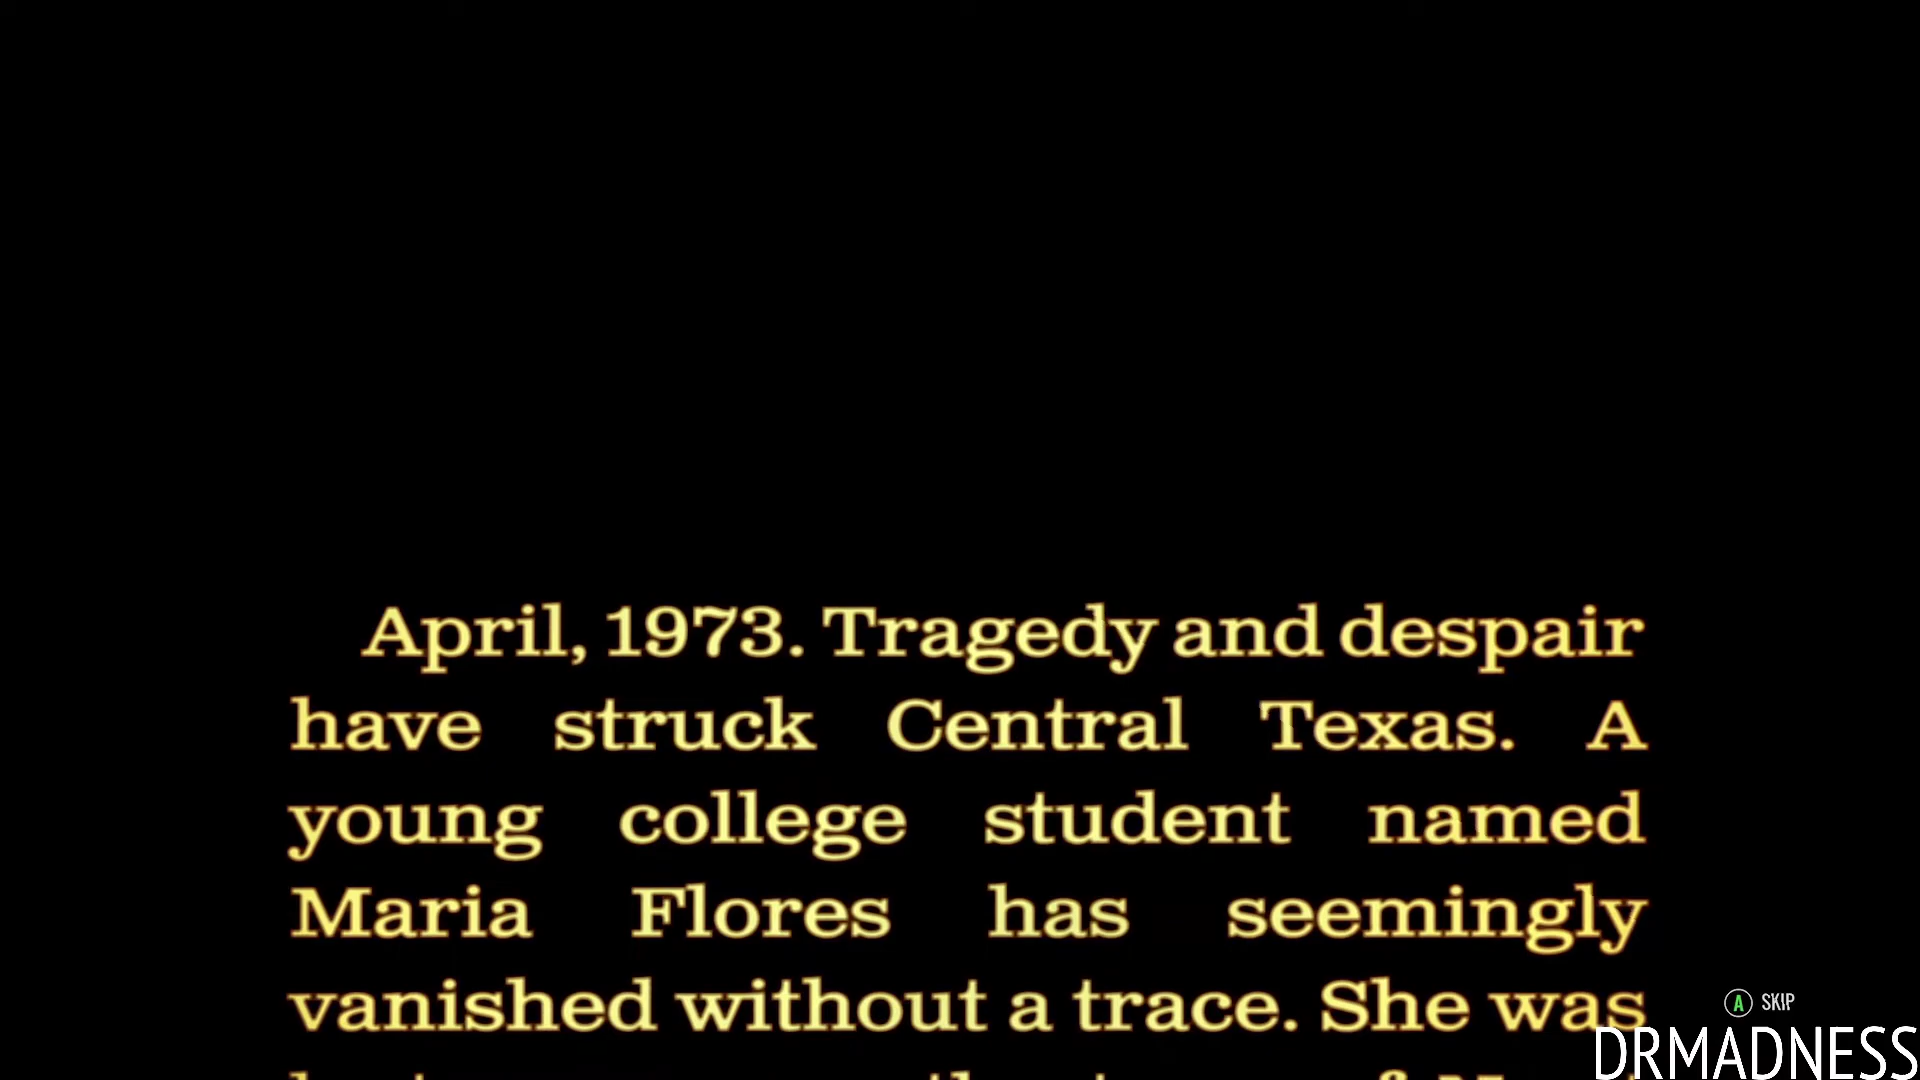 April, 1973. Tragedy and despair
have struck Central Texas. A
young college student named
Maria Flores has seemingly
vanished without a trace. She was
A SKIP
DRMADNESS